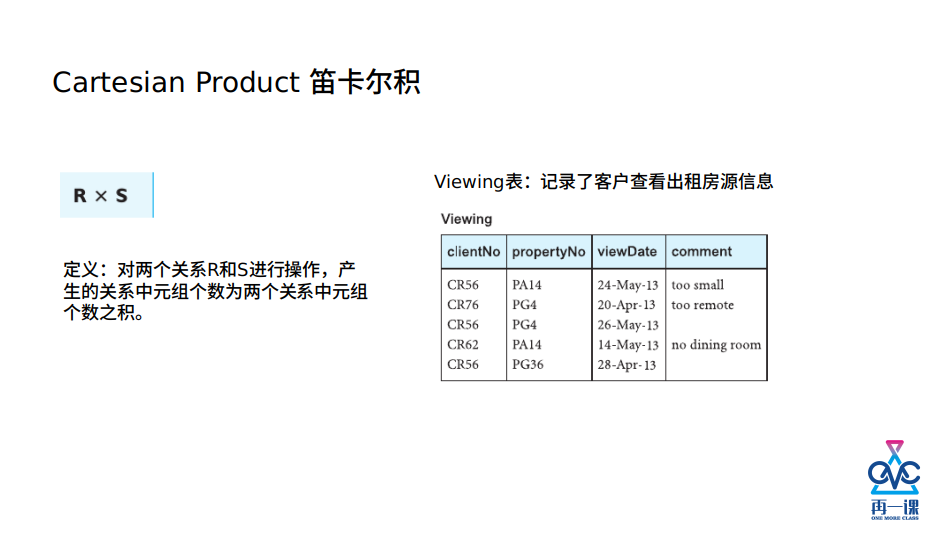 Cartesian Product 笛卡尔积
R × S
定义：对两个关系R和S进行操作，产
生的关系中元组个数为两个关系中元组
个数之积。
Viewing表：记录了客户查看出租房源信息
Viewing
clientNo propertyNo viewDate comment
CR56 PA14 24-May-13 too small
CR76 PG4 20-Apr-13 too remote
CR56 PG4 26-May-13
CR62 PA14 14-May-13 no dining room
CR56 PG36 28-Apr-13
OVC
再一课
ONE MORE CLASS